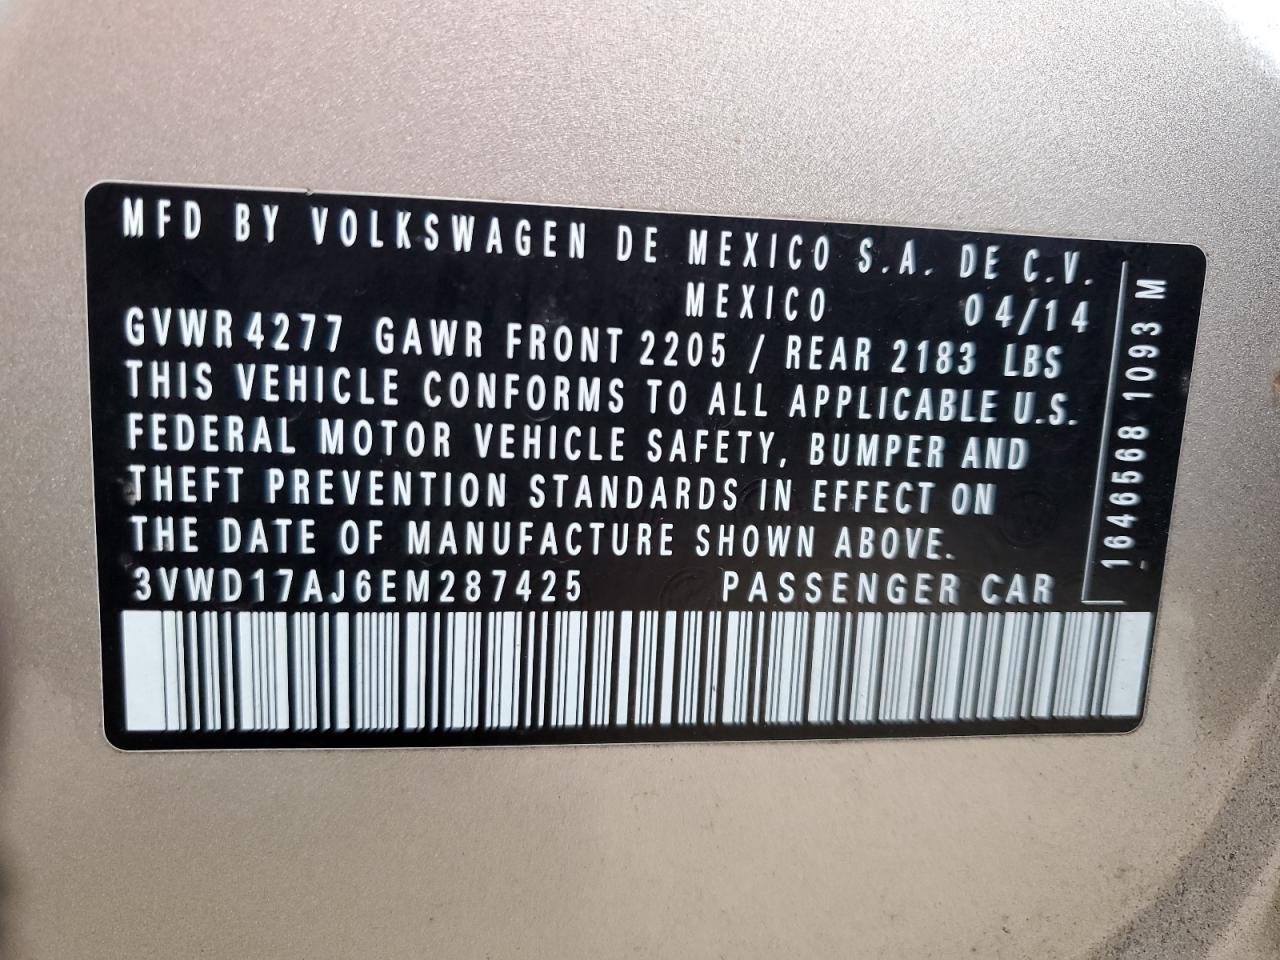 MFD BY VOLKSWAGEN DE MEXICO S.A. DE C.V.
MEXICO 04/14
GVWR 4277 GAWR FRONT 2205 / REAR 2183 LBS
THIS VEHICLE CONFORMS TO ALL APPLICABLE U.S.
FEDERAL MOTOR VEHICLE SAFETY, BUMPER AND
THEFT PREVENTION STANDARDS IN EFFECT ON
THE DATE OF MANUFACTURE SHOWN ABOVE.
3VWD17AJ6EM287425 PASSENGER CAR
1646568 1093 M